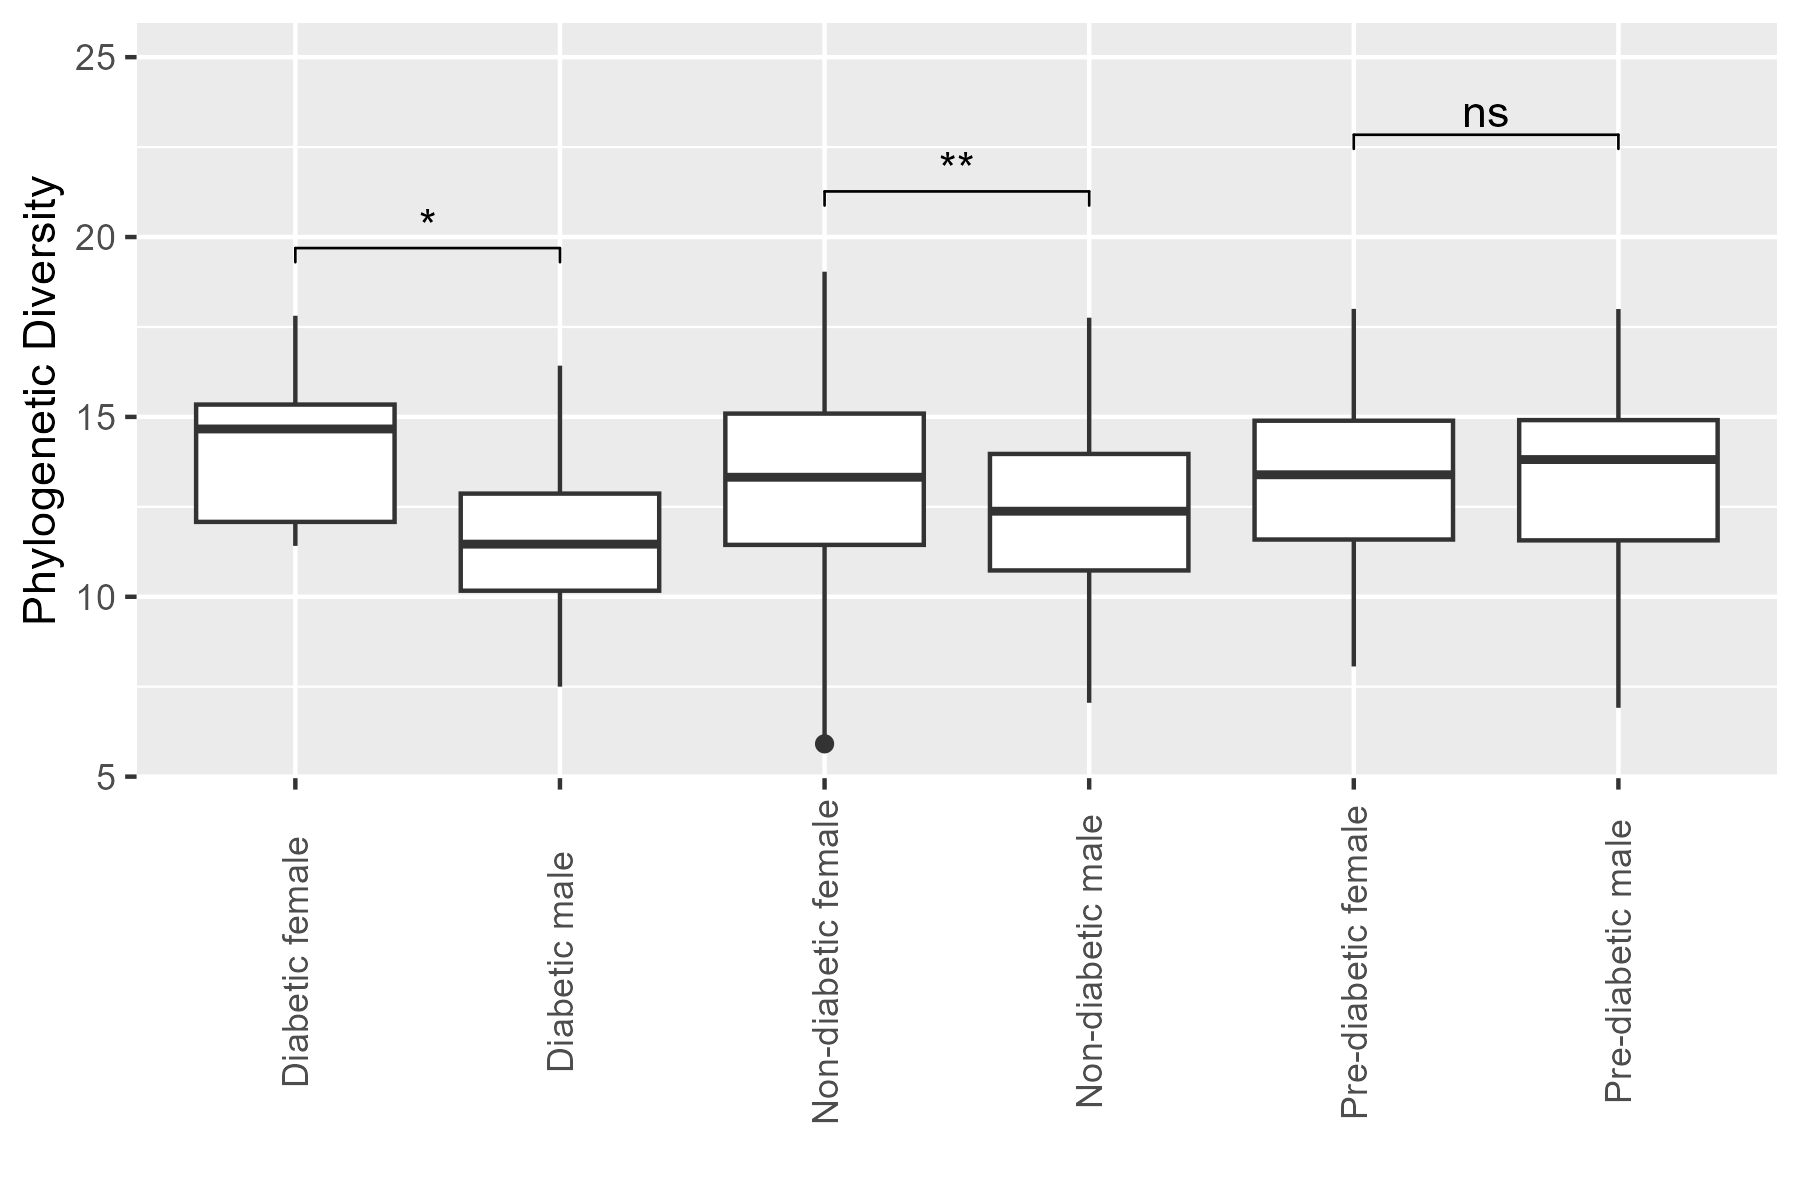 Phylogenetic Diversity
25
20
15
10
5
*
**
ns
Diabetic female
Diabetic male
Non-diabetic female
Non-diabetic male
Pre-diabetic female
Pre-diabetic male